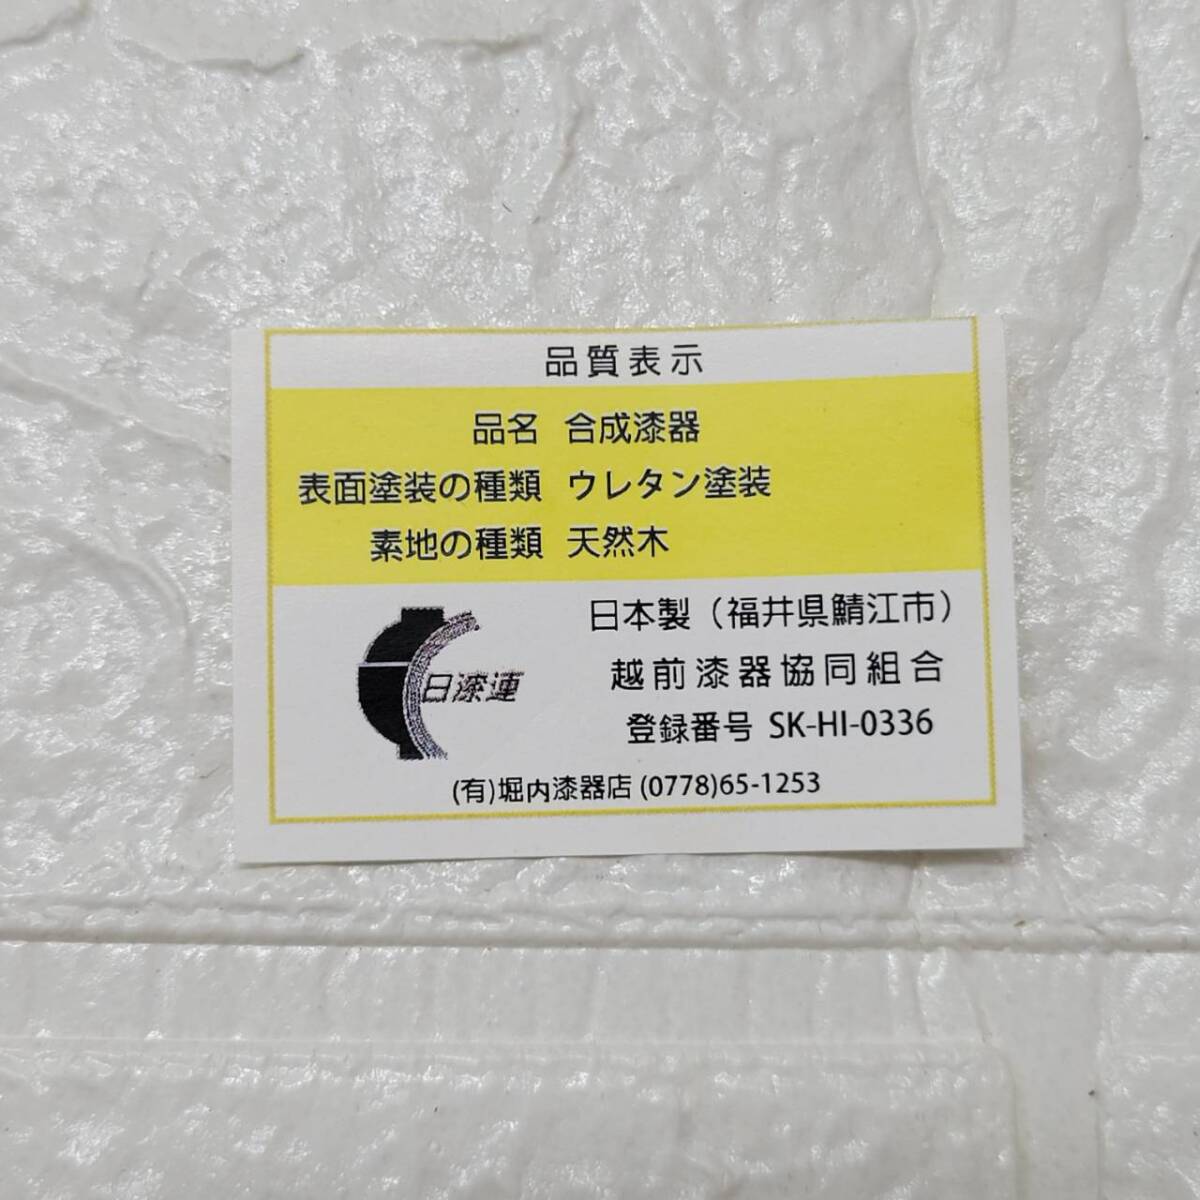 品質表示
品名 合成漆器
表面塗装の種類 ウレタン塗装
素地の種類 天然木
日漆連
日本製（福井県鯖江市）
越前漆器協同組合
登録番号 SK-HI-0336
(有)堀内漆器店(0778)65-1253